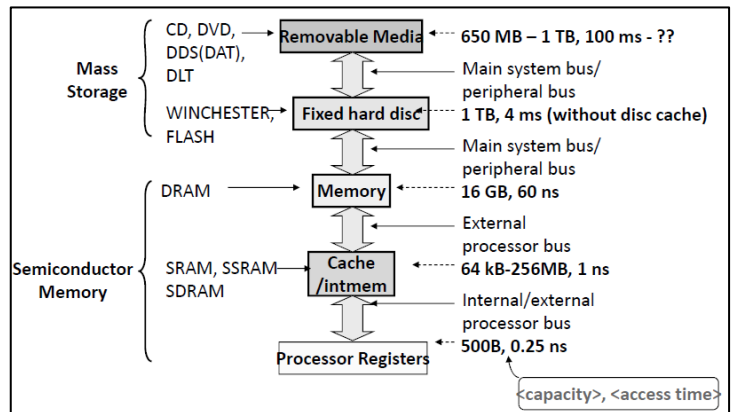 CD, DVD,
DDS(DAT),
DLT
Removable Media
650 MB – 1 TB, 100 ms - ??
Mass
Storage
Main system bus/
peripheral bus
WINCHESTER,
FLASH
Fixed hard disc
1 TB, 4 ms (without disc cache)
Main system bus/
peripheral bus
DRAM
Memory
16 GB, 60 ns
External
processor bus
Semiconductor
Memory
SRAM, SSRAM
SDRAM
Cache
/intmem
64 kB-256MB, 1 ns
Internal/external
processor bus
Processor Registers
500B, 0.25 ns
<capacity>, <access time>